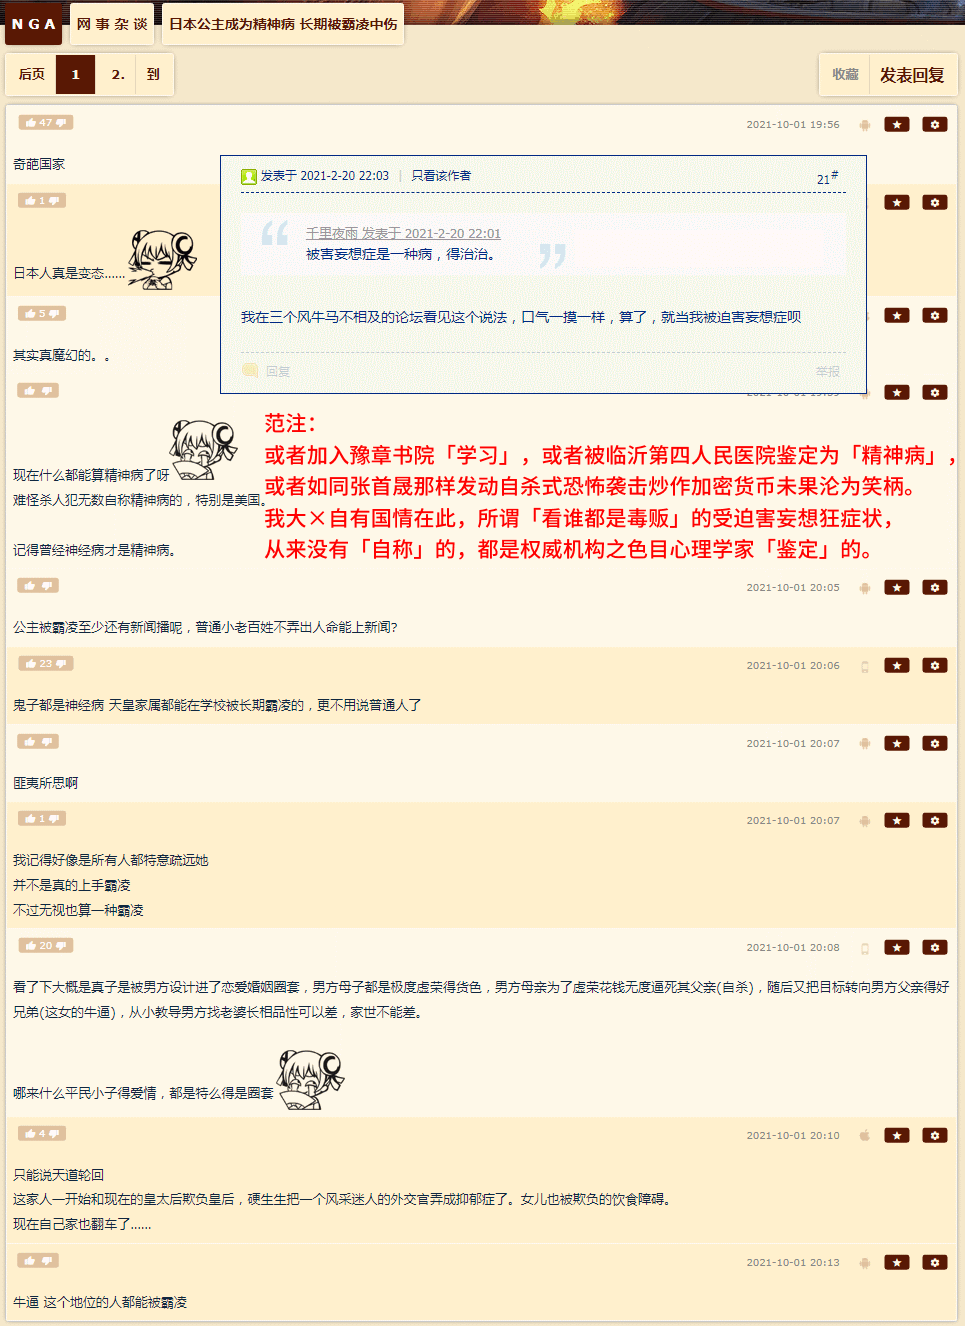 NGA 网事杂谈 日本公主成为精神病 长期被霸凌中伤
后页 1 2. 到 收藏 发表回复
47 2021-10-01 19:56
奇葩国家
发表于 2021-2-20 22:03 | 只看该作者 21#
千里夜雨 发表于 2021-2-20 22:01
被害妄想症是一种病，得治治。
我在三个风牛马不相及的论坛看见这个说法，口气一摸一样，算了，就当我被迫害妄想症呗
回复 举报
1
日本人真是变态......
5
其实真魔幻的。。
现在什么都能算精神病了呀
难怪杀人犯无数自称精神病的，特别是美国。
记得曾经神经病才是精神病。
范注：
或者加入豫章书院「学习」，或者被临沂第四人民医院鉴定为「精神病」，
或者如同张首晟那样发动自杀式恐怖袭击炒作加密货币未果沦为笑柄。
我大×自有国情在此，所谓「看谁都是毒贩」的受迫害妄想狂症状，
从来没有「自称」的，都是权威机构之色目心理学家「鉴定」的。
2021-10-01 20:05
公主被霸凌至少还有新闻播呢，普通小老百姓不弄出人命能上新闻?
23 2021-10-01 20:06
鬼子都是神经病 天皇家属都能在学校被长期霸凌的，更不用说普通人了
2021-10-01 20:07
匪夷所思啊
1 2021-10-01 20:07
我记得好像是所有人都特意疏远她
并不是真的上手霸凌
不过无视也算一种霸凌
20 2021-10-01 20:08
看了下大概是真子是被男方设计进了恋爱婚姻圈套，男方母子都是极度虚荣得货色，男方母亲为了虚荣花钱无度逼死其父亲(自杀)，随后又把目标转向男方父亲得好
兄弟(这女的牛逼)，从小教导男方找老婆长相品性可以差，家世不能差。
哪来什么平民小子得爱情，都是特么得是圈套
4 2021-10-01 20:10
只能说天道轮回
这家人一开始和现在的皇太后欺负皇后，硬生生把一个风采迷人的外交官弄成抑郁症了。女儿也被欺负的饮食障碍。
现在自己家也翻车了......
2021-10-01 20:13
牛逼 这个地位的人都能被霸凌